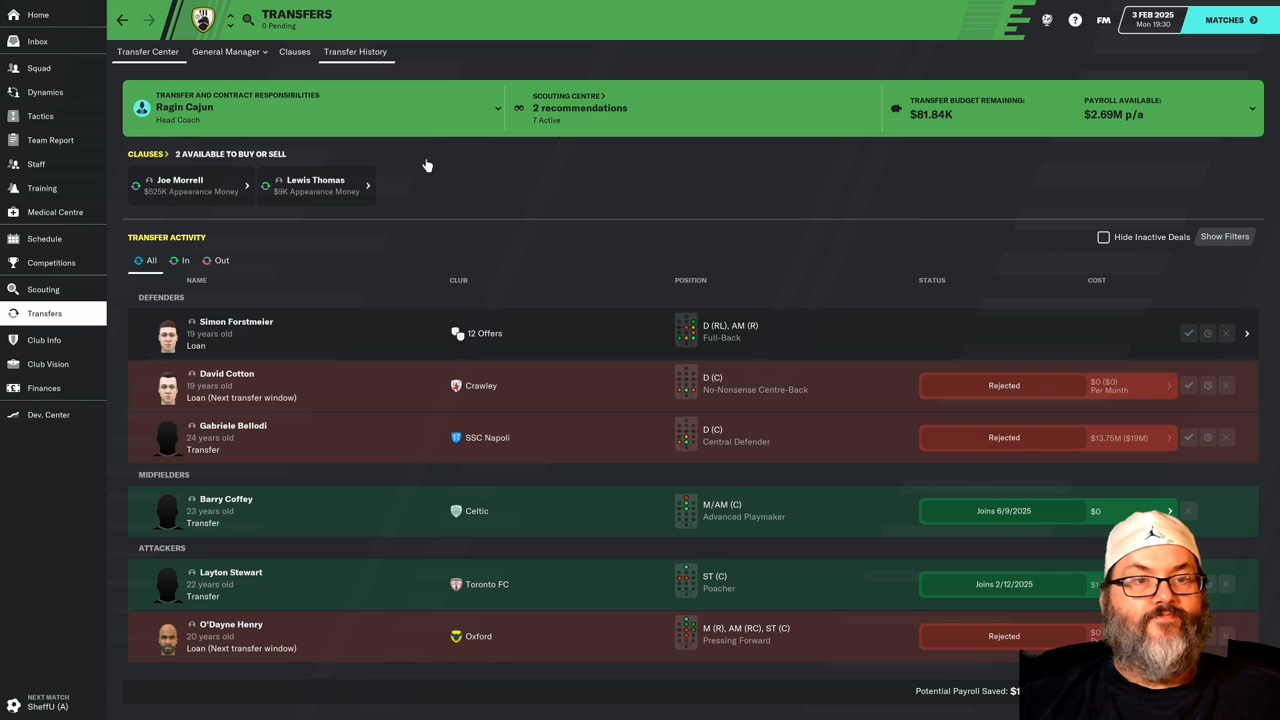 Home
Inbox
Squad
Dynamics
Tactics
Team Report
Staff
Training
Medical Centre
Schedule
Competitions
Scouting
Transfers
Club Info
Club Vision
Finances
Dev. Center
NEXT MATCH
SheffU (A)
TRANSFERS
0 Pending
FM
3 FEB 2025
Mon 19:30
MATCHES
Transfer Center
General Manager
Clauses
Transfer History
TRANSFER AND CONTRACT RESPONSIBILITIES
Ragin Cajun
Head Coach
SCOUTING CENTRE >
2 recommendations
7 Active
TRANSFER BUDGET REMAINING:
$81.84K
PAYROLL AVAILABLE:
$2.69M p/a
CLAUSES > 2 AVAILABLE TO BUY OR SELL
Joe Morrell
$525K Appearance Money
Lewis Thomas
$9K Appearance Money
TRANSFER ACTIVITY
Hide Inactive Deals
Show Filters
All
In
Out
NAME CLUB POSITION STATUS COST
DEFENDERS
Simon Forstmeier
19 years old
Loan
12 Offers
D (RL), AM (R)
Full-Back
David Cotton
19 years old
Loan (Next transfer window)
Crawley
D (C)
No-Nonsense Centre-Back
Rejected
$0 ($0)
Per Month
Gabriele Bellodi
24 years old
Transfer
SSC Napoli
D (C)
Central Defender
Rejected
$13.75M ($19M)
MIDFIELDERS
Barry Coffey
23 years old
Transfer
Celtic
M/AM (C)
Advanced Playmaker
Joins 6/9/2025
$0
ATTACKERS
Layton Stewart
22 years old
Transfer
Toronto FC
ST (C)
Poacher
Joins 2/12/2025
O'Dayne Henry
20 years old
Loan (Next transfer window)
Oxford
M (R), AM (RC), ST (C)
Pressing Forward
Rejected
Potential Payroll Saved: